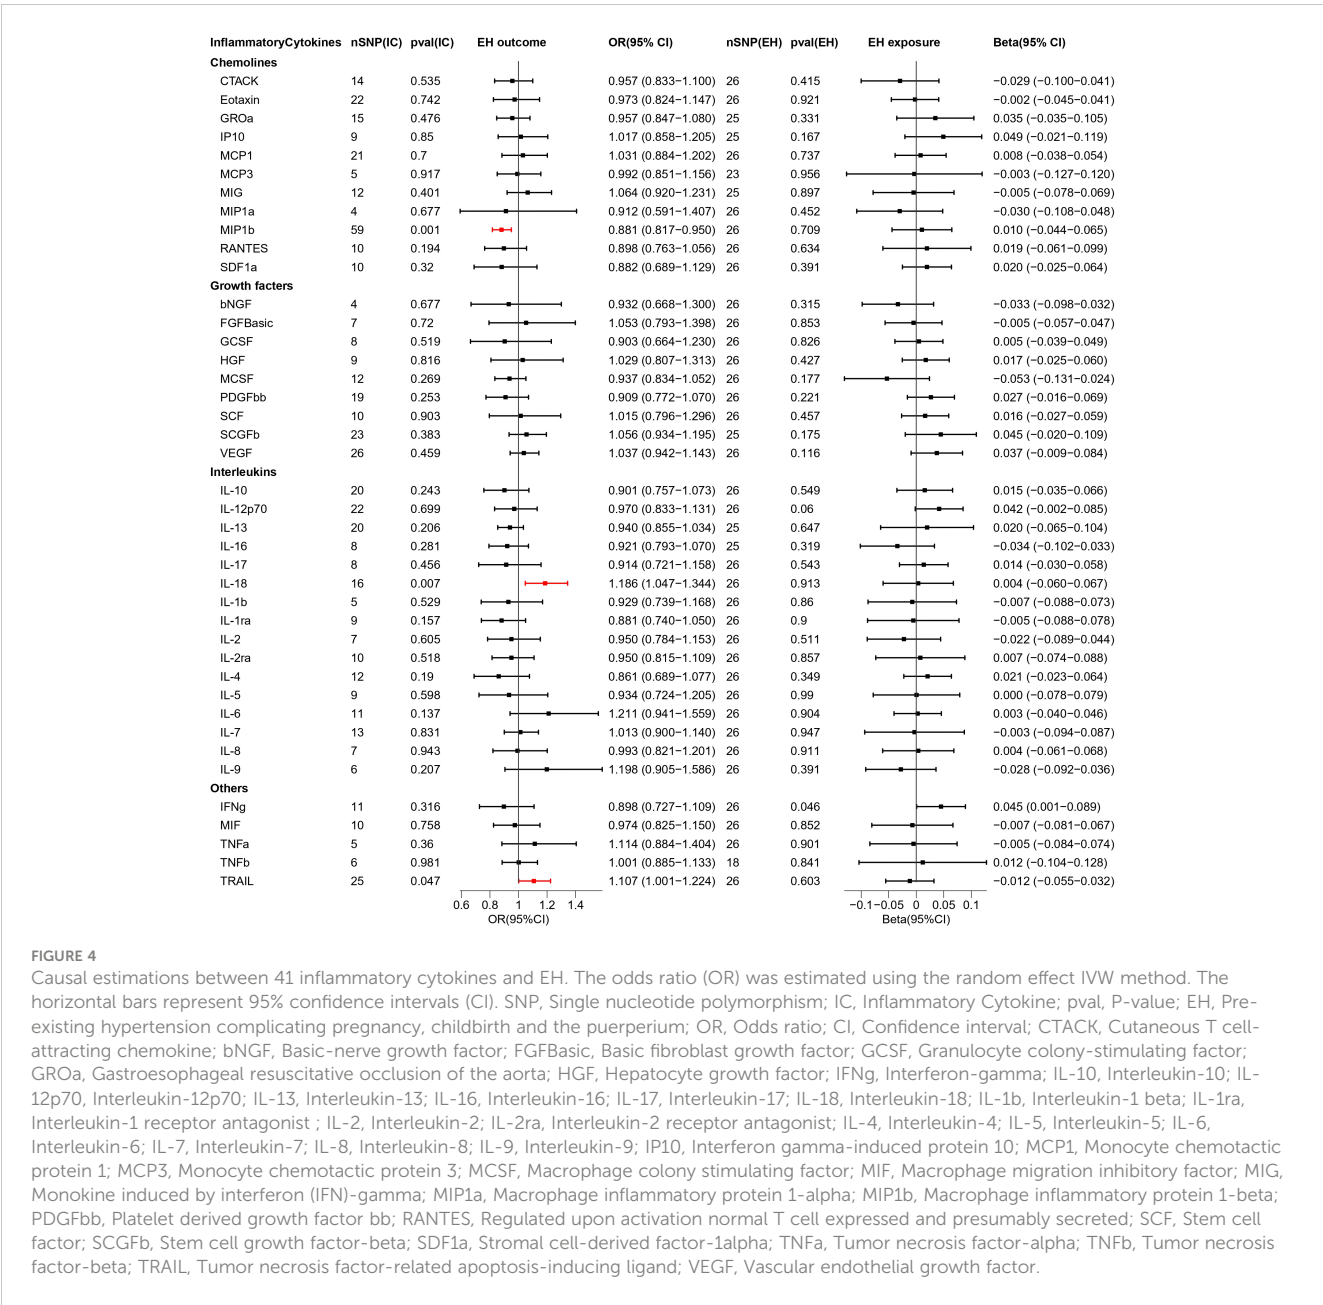 InflammatoryCytokines nSNP(IC) pval(IC) EH outcome OR(95% CI) nSNP(EH) pval(EH) EH exposure Beta(95% CI)
Chemolines
CTACK 14 0.535 0.957 (0.833−1.100) 26 0.415 −0.029 (−0.100−0.041)
Eotaxin 22 0.742 0.973 (0.824−1.147) 26 0.921 −0.002 (−0.045−0.041)
GROa 15 0.476 0.957 (0.847−1.080) 25 0.331 0.035 (−0.035−0.105)
IP10 9 0.85 1.017 (0.858−1.205) 25 0.167 0.049 (−0.021−0.119)
MCP1 21 0.7 1.031 (0.884−1.202) 26 0.737 0.008 (−0.038−0.054)
MCP3 5 0.917 0.992 (0.851−1.156) 23 0.956 −0.003 (−0.127−0.120)
MIG 12 0.401 1.064 (0.920−1.231) 25 0.897 −0.005 (−0.078−0.069)
MIP1a 4 0.677 0.912 (0.591−1.407) 26 0.452 −0.030 (−0.108−0.048)
MIP1b 59 0.001 0.881 (0.817−0.950) 26 0.709 0.010 (−0.044−0.065)
RANTES 10 0.194 0.898 (0.763−1.056) 26 0.634 0.019 (−0.061−0.099)
SDF1a 10 0.32 0.882 (0.689−1.129) 26 0.391 0.020 (−0.025−0.064)
Growth factors
bNGF 4 0.677 0.932 (0.668−1.300) 26 0.315 −0.033 (−0.098−0.032)
FGFBasic 7 0.72 1.053 (0.793−1.398) 26 0.853 −0.005 (−0.057−0.047)
GCSF 8 0.519 0.903 (0.664−1.230) 26 0.826 0.005 (−0.039−0.049)
HGF 9 0.816 1.029 (0.807−1.313) 26 0.427 0.017 (−0.025−0.060)
MCSF 12 0.269 0.937 (0.834−1.052) 26 0.177 −0.053 (−0.131−0.024)
PDGFbb 19 0.253 0.909 (0.772−1.070) 26 0.221 0.027 (−0.016−0.069)
SCF 10 0.903 1.015 (0.796−1.296) 26 0.457 0.016 (−0.027−0.059)
SCGFb 23 0.383 1.056 (0.934−1.195) 25 0.175 0.045 (−0.020−0.109)
VEGF 26 0.459 1.037 (0.942−1.143) 26 0.116 0.037 (−0.009−0.084)
Interleukins
IL-10 20 0.243 0.901 (0.757−1.073) 26 0.549 0.015 (−0.035−0.066)
IL-12p70 22 0.699 0.970 (0.833−1.131) 26 0.06 0.042 (−0.002−0.085)
IL-13 20 0.206 0.940 (0.855−1.034) 25 0.647 0.020 (−0.065−0.104)
IL-16 8 0.281 0.921 (0.793−1.070) 25 0.319 −0.034 (−0.102−0.033)
IL-17 8 0.456 0.914 (0.721−1.158) 26 0.543 0.014 (−0.030−0.058)
IL-18 16 0.007 1.186 (1.047−1.344) 26 0.913 0.004 (−0.060−0.067)
IL-1b 5 0.529 0.929 (0.739−1.168) 26 0.86 −0.007 (−0.088−0.073)
IL-1ra 9 0.157 0.881 (0.740−1.050) 26 0.9 −0.005 (−0.088−0.078)
IL-2 7 0.605 0.950 (0.784−1.153) 26 0.511 −0.022 (−0.089−0.044)
IL-2ra 10 0.518 0.950 (0.815−1.109) 26 0.857 0.007 (−0.074−0.088)
IL-4 12 0.19 0.861 (0.689−1.077) 26 0.349 0.021 (−0.023−0.064)
IL-5 9 0.598 0.934 (0.724−1.205) 26 0.99 0.000 (−0.078−0.079)
IL-6 11 0.137 1.211 (0.941−1.559) 26 0.904 0.003 (−0.040−0.046)
IL-7 13 0.831 1.013 (0.900−1.140) 26 0.947 −0.003 (−0.094−0.087)
IL-8 7 0.943 0.993 (0.821−1.201) 26 0.911 0.004 (−0.061−0.068)
IL-9 6 0.207 1.198 (0.905−1.586) 26 0.391 −0.028 (−0.092−0.036)
Others
IFNg 11 0.316 0.898 (0.727−1.109) 26 0.046 0.045 (0.001−0.089)
MIF 10 0.758 0.974 (0.825−1.150) 26 0.852 −0.007 (−0.081−0.067)
TNFa 5 0.36 1.114 (0.884−1.404) 26 0.901 −0.005 (−0.084−0.074)
TNFb 6 0.981 1.001 (0.885−1.133) 18 0.841 0.012 (−0.104−0.128)
TRAIL 25 0.047 1.107 (1.001−1.224) 26 0.603 −0.012 (−0.055−0.032)
0.6 0.8 1 1.2 1.4 −0.1 −0.05 0 0.05 0.1
OR(95%CI) Beta(95%CI)
FIGURE 4
Causal estimations between 41 inflammatory cytokines and EH. The odds ratio (OR) was estimated using the random effect IVW method. The
horizontal bars represent 95% confidence intervals (CI). SNP, Single nucleotide polymorphism; IC, Inflammatory Cytokine; pval, P-value; EH, Pre-
existing hypertension complicating pregnancy, childbirth and the puerperium; OR, Odds ratio; CI, Confidence interval; CTACK, Cutaneous T cell-
attracting chemokine; bNGF, Basic-nerve growth factor; FGFBasic, Basic fibroblast growth factor; GCSF, Granulocyte colony-stimulating factor;
GROa, Gastroesophageal resuscitative occlusion of the aorta; HGF, Hepatocyte growth factor; IFNg, Interferon-gamma; IL-10, Interleukin-10; IL-
12p70, Interleukin-12p70; IL-13, Interleukin-13; IL-16, Interleukin-16; IL-17, Interleukin-17; IL-18, Interleukin-18; IL-1b, Interleukin-1 beta; IL-1ra,
Interleukin-1 receptor antagonist ; IL-2, Interleukin-2; IL-2ra, Interleukin-2 receptor antagonist; IL-4, Interleukin-4; IL-5, Interleukin-5; IL-6,
Interleukin-6; IL-7, Interleukin-7; IL-8, Interleukin-8; IL-9, Interleukin-9; IP10, Interferon gamma-induced protein 10; MCP1, Monocyte chemotactic
protein 1; MCP3, Monocyte chemotactic protein 3; MCSF, Macrophage colony stimulating factor; MIF, Macrophage migration inhibitory factor; MIG,
Monokine induced by interferon (IFN)-gamma; MIP1a, Macrophage inflammatory protein 1-alpha; MIP1b, Macrophage inflammatory protein 1-beta;
PDGFbb, Platelet derived growth factor bb; RANTES, Regulated upon activation normal T cell expressed and presumably secreted; SCF, Stem cell
factor; SCGFb, Stem cell growth factor-beta; SDF1a, Stromal cell-derived factor-1alpha; TNFa, Tumor necrosis factor-alpha; TNFb, Tumor necrosis
factor-beta; TRAIL, Tumor necrosis factor-related apoptosis-inducing ligand; VEGF, Vascular endothelial growth factor.